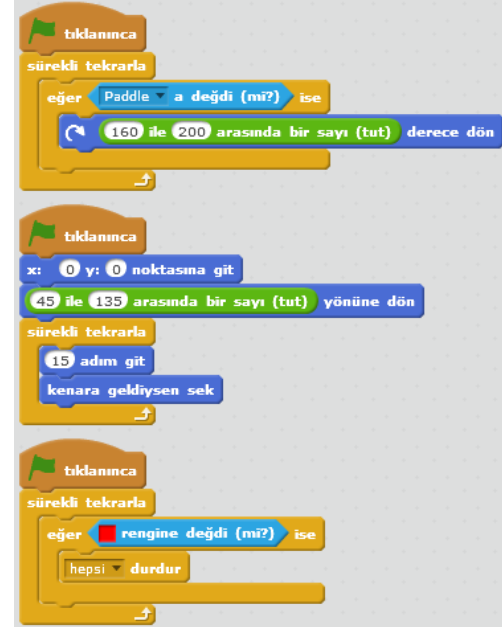 tıklanınca
sürekli tekrarla
eğer Paddle a değdi (mi?) ise
160 ile 200 arasında bir sayı (tut) derece dön
tıklanınca
x: 0 y: 0 noktasına git
45 ile 135 arasında bir sayı (tut) yönüne dön
sürekli tekrarla
15 adım git
kenara geldiysen sek
tıklanınca
sürekli tekrarla
eğer rengine değdi (mi?) ise
hepsi durdur